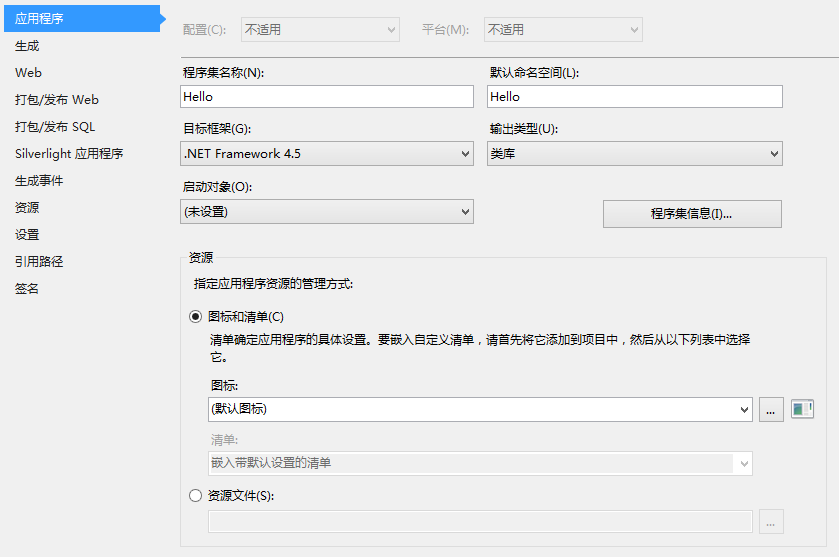 应用程序
生成
Web
打包/发布 Web
打包/发布 SQL
Silverlight 应用程序
生成事件
资源
设置
引用路径
签名
配置(C): 不适用 平台(M): 不适用
程序集名称(N): 默认命名空间(L):
Hello Hello
目标框架(G): 输出类型(U):
.NET Framework 4.5 类库
启动对象(O):
(未设置) 程序集信息(I)...
资源
指定应用程序资源的管理方式:
图标和清单(C)
清单确定应用程序的具体设置。要嵌入自定义清单，请首先将它添加到项目中，然后从以下列表中选择
它。
图标:
(默认图标) ...
清单:
嵌入带默认设置的清单
资源文件(S):
...